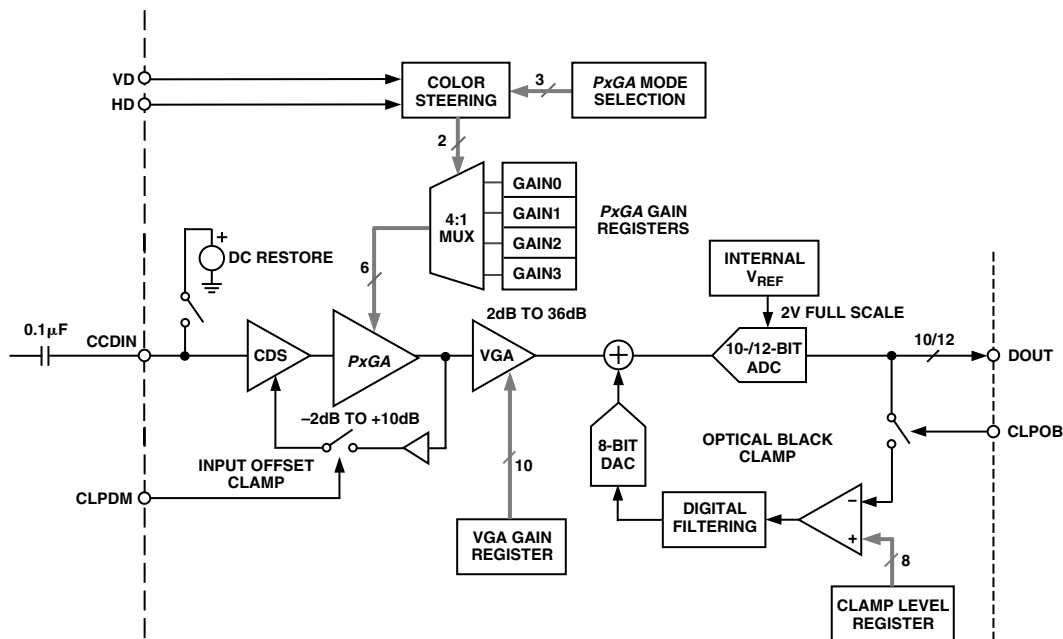 VD
HD
COLOR
STEERING
3
PxGA MODE
SELECTION
2
4:1
MUX
GAIN0
GAIN1
GAIN2
GAIN3
PxGA GAIN
REGISTERS
6
+
DC RESTORE
INTERNAL
VREF
2dB TO 36dB
2V FULL SCALE
0.1μF
CCDIN
CDS
PxGA
VGA
+
10-/12-BIT
ADC
10/12
DOUT
–2dB TO +10dB
INPUT OFFSET
CLAMP
CLPDM
10
VGA GAIN
REGISTER
8-BIT
DAC
OPTICAL BLACK
CLAMP
CLPOB
DIGITAL
FILTERING
–
+
8
CLAMP LEVEL
REGISTER